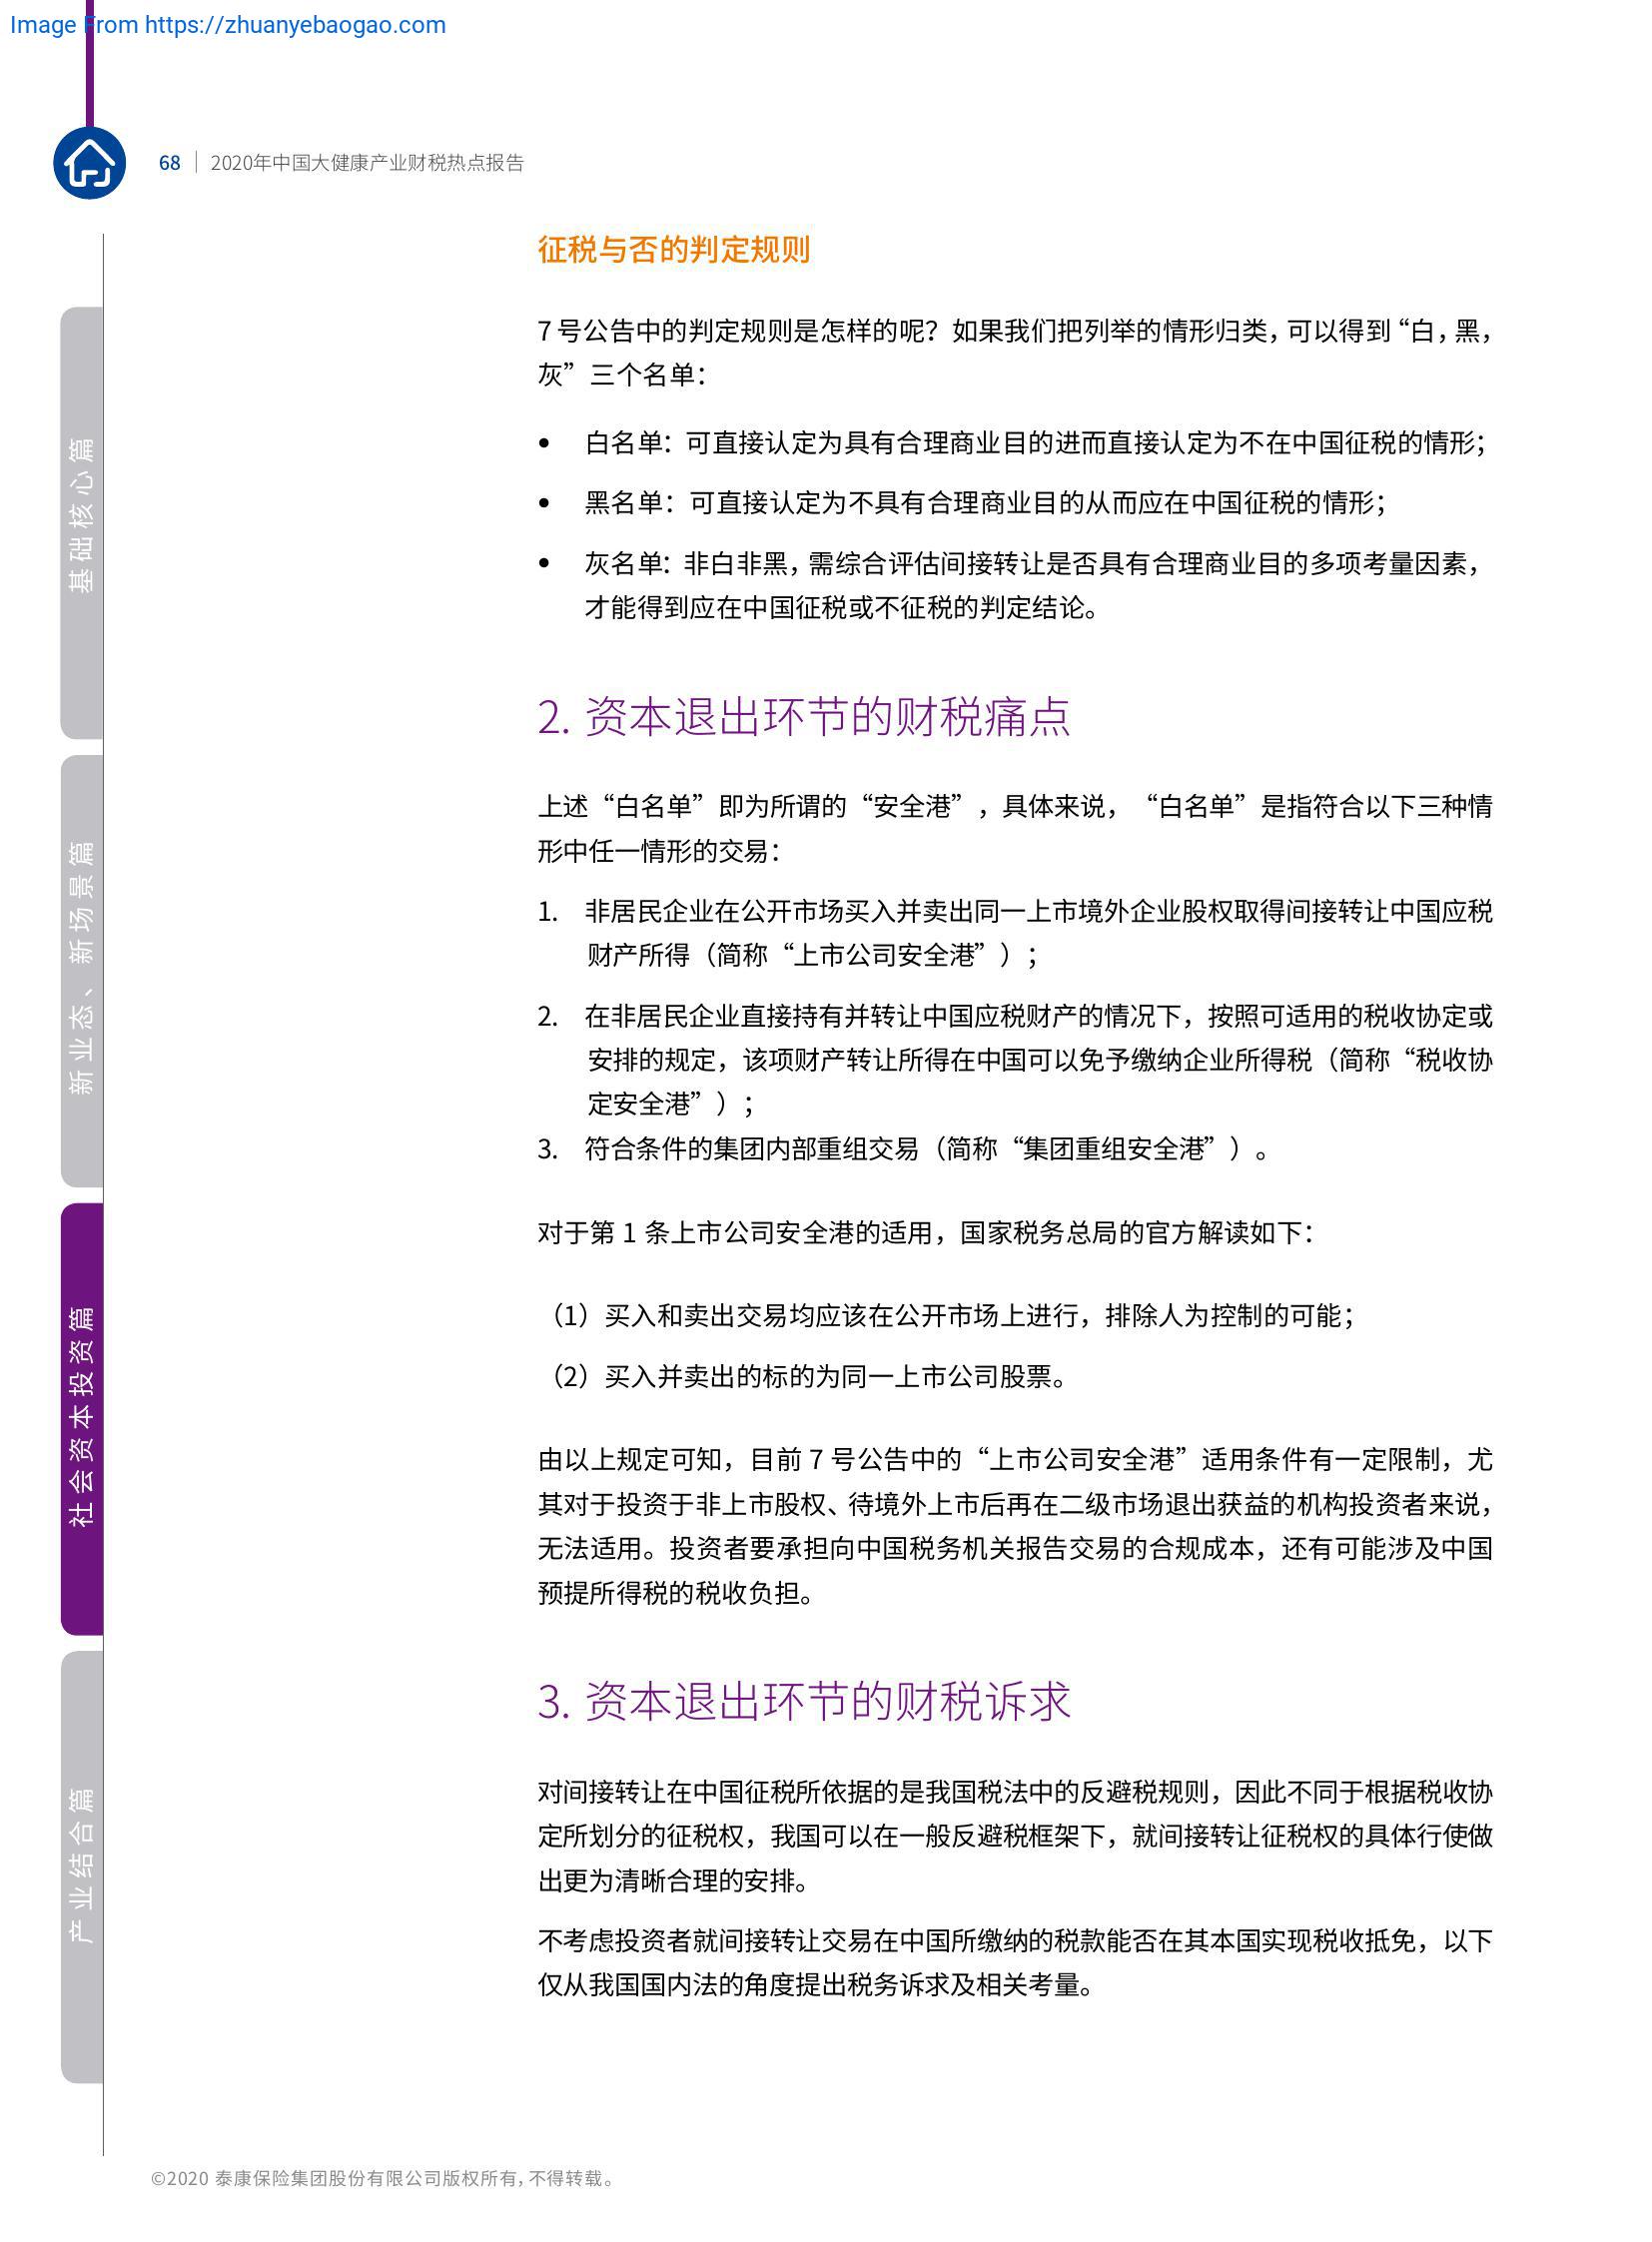 Image From https://zhuanyebaogao.com
68 | 2020年中国大健康产业财税热点报告
基础核心篇
新业态、新场景篇
社会资本投资篇
产业结合篇
征税与否的判定规则
7 号公告中的判定规则是怎样的呢？如果我们把列举的情形归类，可以得到“白，黑，
灰”三个名单：
• 白名单：可直接认定为具有合理商业目的进而直接认定为不在中国征税的情形；
• 黑名单：可直接认定为不具有合理商业目的从而应在中国征税的情形；
• 灰名单：非白非黑，需综合评估间接转让是否具有合理商业目的多项考量因素，
才能得到应在中国征税或不征税的判定结论。
2. 资本退出环节的财税痛点
上述“白名单”即为所谓的“安全港”，具体来说，“白名单”是指符合以下三种情
形中任一情形的交易：
1. 非居民企业在公开市场买入并卖出同一上市境外企业股权取得间接转让中国应税
财产所得（简称“上市公司安全港”）；
2. 在非居民企业直接持有并转让中国应税财产的情况下，按照可适用的税收协定或
安排的规定，该项财产转让所得在中国可以免予缴纳企业所得税（简称“税收协
定安全港”）；
3. 符合条件的集团内部重组交易（简称“集团重组安全港”）。
对于第 1 条上市公司安全港的适用，国家税务总局的官方解读如下：
（1）买入和卖出交易均应该在公开市场上进行，排除人为控制的可能；
（2）买入并卖出的标的为同一上市公司股票。
由以上规定可知，目前 7 号公告中的“上市公司安全港”适用条件有一定限制，尤
其对于投资于非上市股权、待境外上市后再在二级市场退出获益的机构投资者来说，
无法适用。投资者要承担向中国税务机关报告交易的合规成本，还有可能涉及中国
预提所得税的税收负担。
3. 资本退出环节的财税诉求
对间接转让在中国征税所依据的是我国税法中的反避税规则，因此不同于根据税收协
定所划分的征税权，我国可以在一般反避税框架下，就间接转让征税权的具体行使做
出更为清晰合理的安排。
不考虑投资者就间接转让交易在中国所缴纳的税款能否在其本国实现税收抵免，以下
仅从我国国内法的角度提出税务诉求及相关考量。
©2020 泰康保险集团股份有限公司版权所有，不得转载。